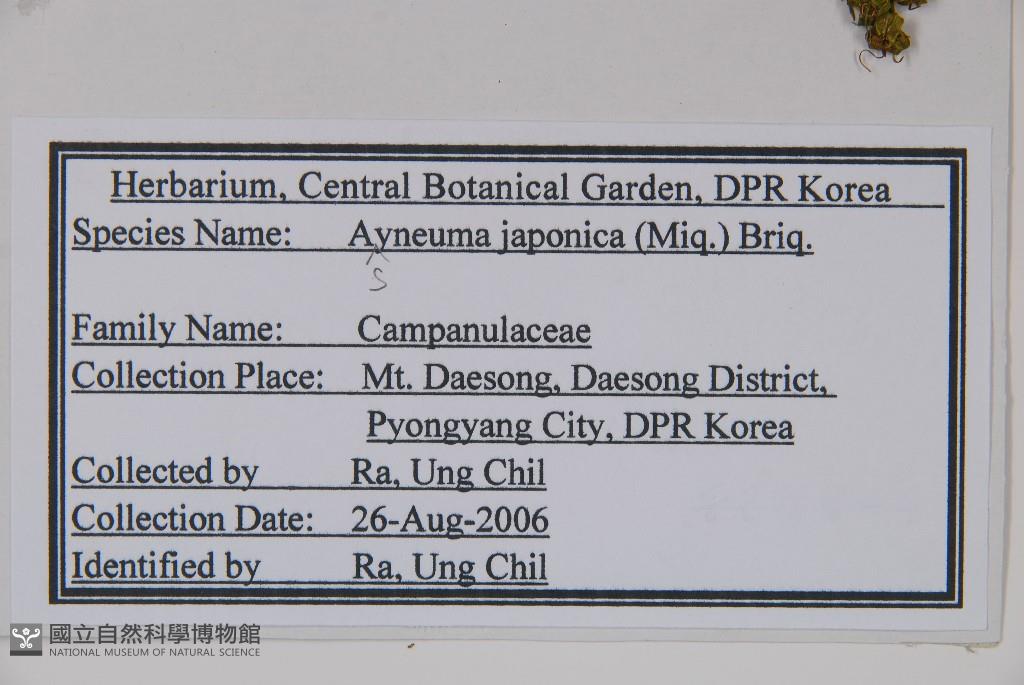 Herbarium, Central Botanical Garden, DPR Korea
Species Name: Ayneuma japonica (Miq.) Briq.
s
Family Name: Campanulaceae
Collection Place: Mt. Daesong, Daesong District,
Pyongyang City, DPR Korea
Collected by Ra, Ung Chil
Collection Date: 26-Aug-2006
Identified by Ra, Ung Chil
國立自然科學博物館
NATIONAL MUSEUM OF NATURAL SCIENCE